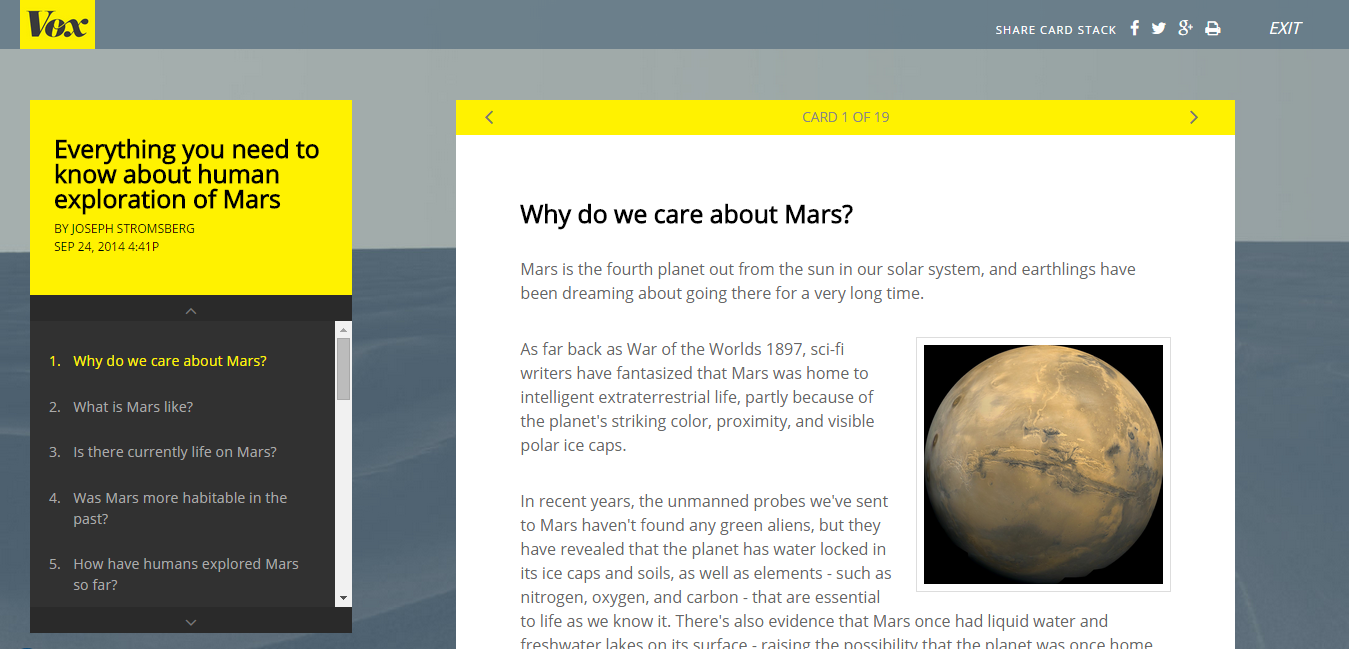 Vox
SHARE CARD STACK
EXIT
Everything you need to
know about human
exploration of Mars
BY JOSEPH STROMSBERG
SEP 24, 2014 4:41P
1. Why do we care about Mars?
2. What is Mars like?
3. Is there currently life on Mars?
4. Was Mars more habitable in the
past?
5. How have humans explored Mars
so far?
CARD 1 OF 19
Why do we care about Mars?
Mars is the fourth planet out from the sun in our solar system, and earthlings have
been dreaming about going there for a very long time.
As far back as War of the Worlds 1897, sci-fi
writers have fantasized that Mars was home to
intelligent extraterrestrial life, partly because of
the planet's striking color, proximity, and visible
polar ice caps.
In recent years, the unmanned probes we've sent
to Mars haven't found any green aliens, but they
have revealed that the planet has water locked in
its ice caps and soils, as well as elements - such as
nitrogen, oxygen, and carbon - that are essential
to life as we know it. There's also evidence that Mars once had liquid water and
freshwater lakes on its surface - raising the possibility that the planet was once home